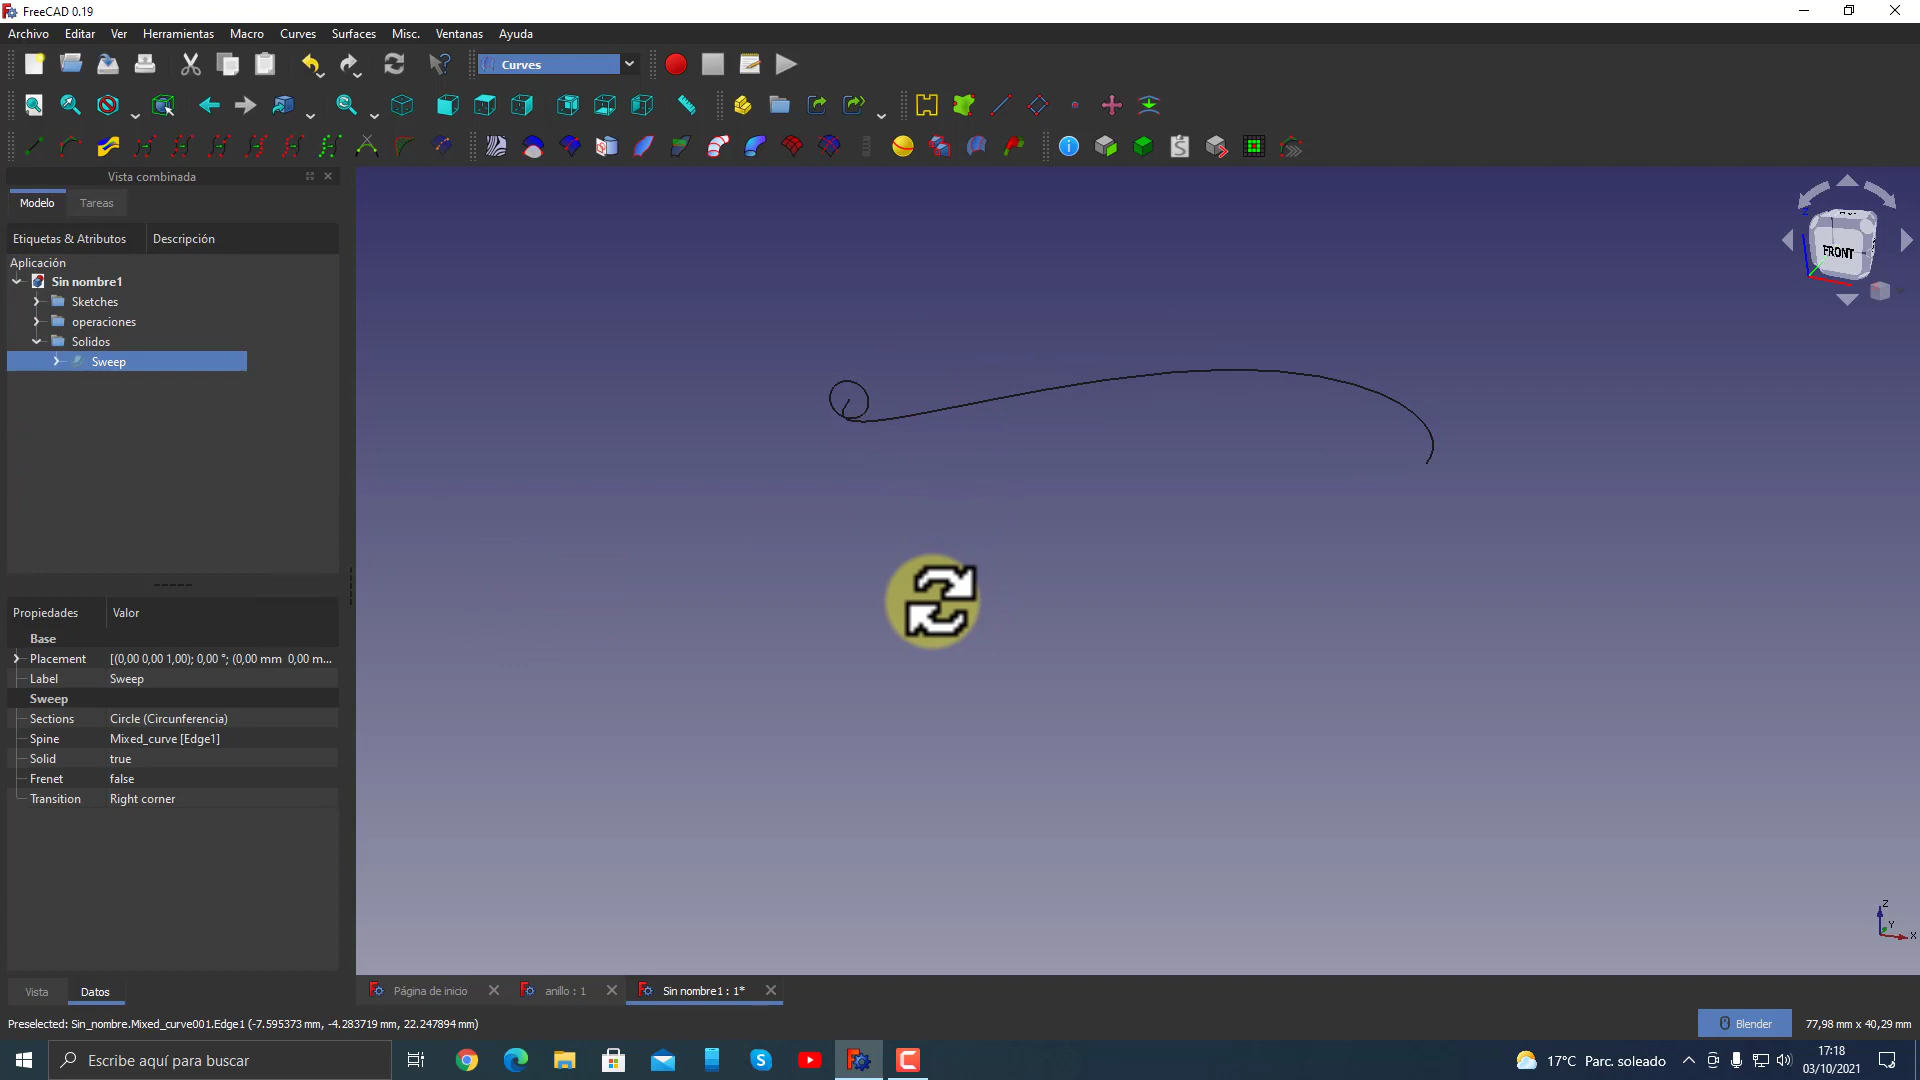 FreeCAD 0.19
Archivo Editar Ver Herramientas Macro Curves Surfaces Misc. Ventanas Ayuda
Curves
Vista combinada
Modelo Tareas
Etiquetas & Atributos Descripción
Aplicación
Sin nombre1
Sketches
operaciones
Solidos
Sweep
FRONT
Propiedades Valor
Base
Placement [(0,00 0,00 1,00); 0,00 °; (0,00 mm 0,00 m...
Label Sweep
Sweep
Sections Circle (Circunferencia)
Spine Mixed_curve [Edge1]
Solid true
Frenet false
Transition Right corner
Z
Y
X
Vista Datos
Página de inicio anillo : 1 Sin nombre1 : 1*
Preselected: Sin_nombre.Mixed_curve001.Edge1 (-7.595373 mm, -4.283719 mm, 22.247894 mm)
Blender 77,98 mm x 40,29 mm
Escribe aquí para buscar
17°C Parc. soleado
17:18
03/10/2021